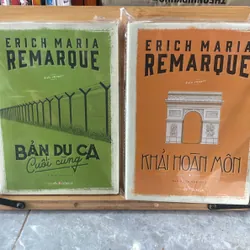 ERICH MARIA
REMARQUE
BẢN DU CA
Cuối cùng
ERICH MARIA
REMARQUE
KHẢI HOÀN MÔN